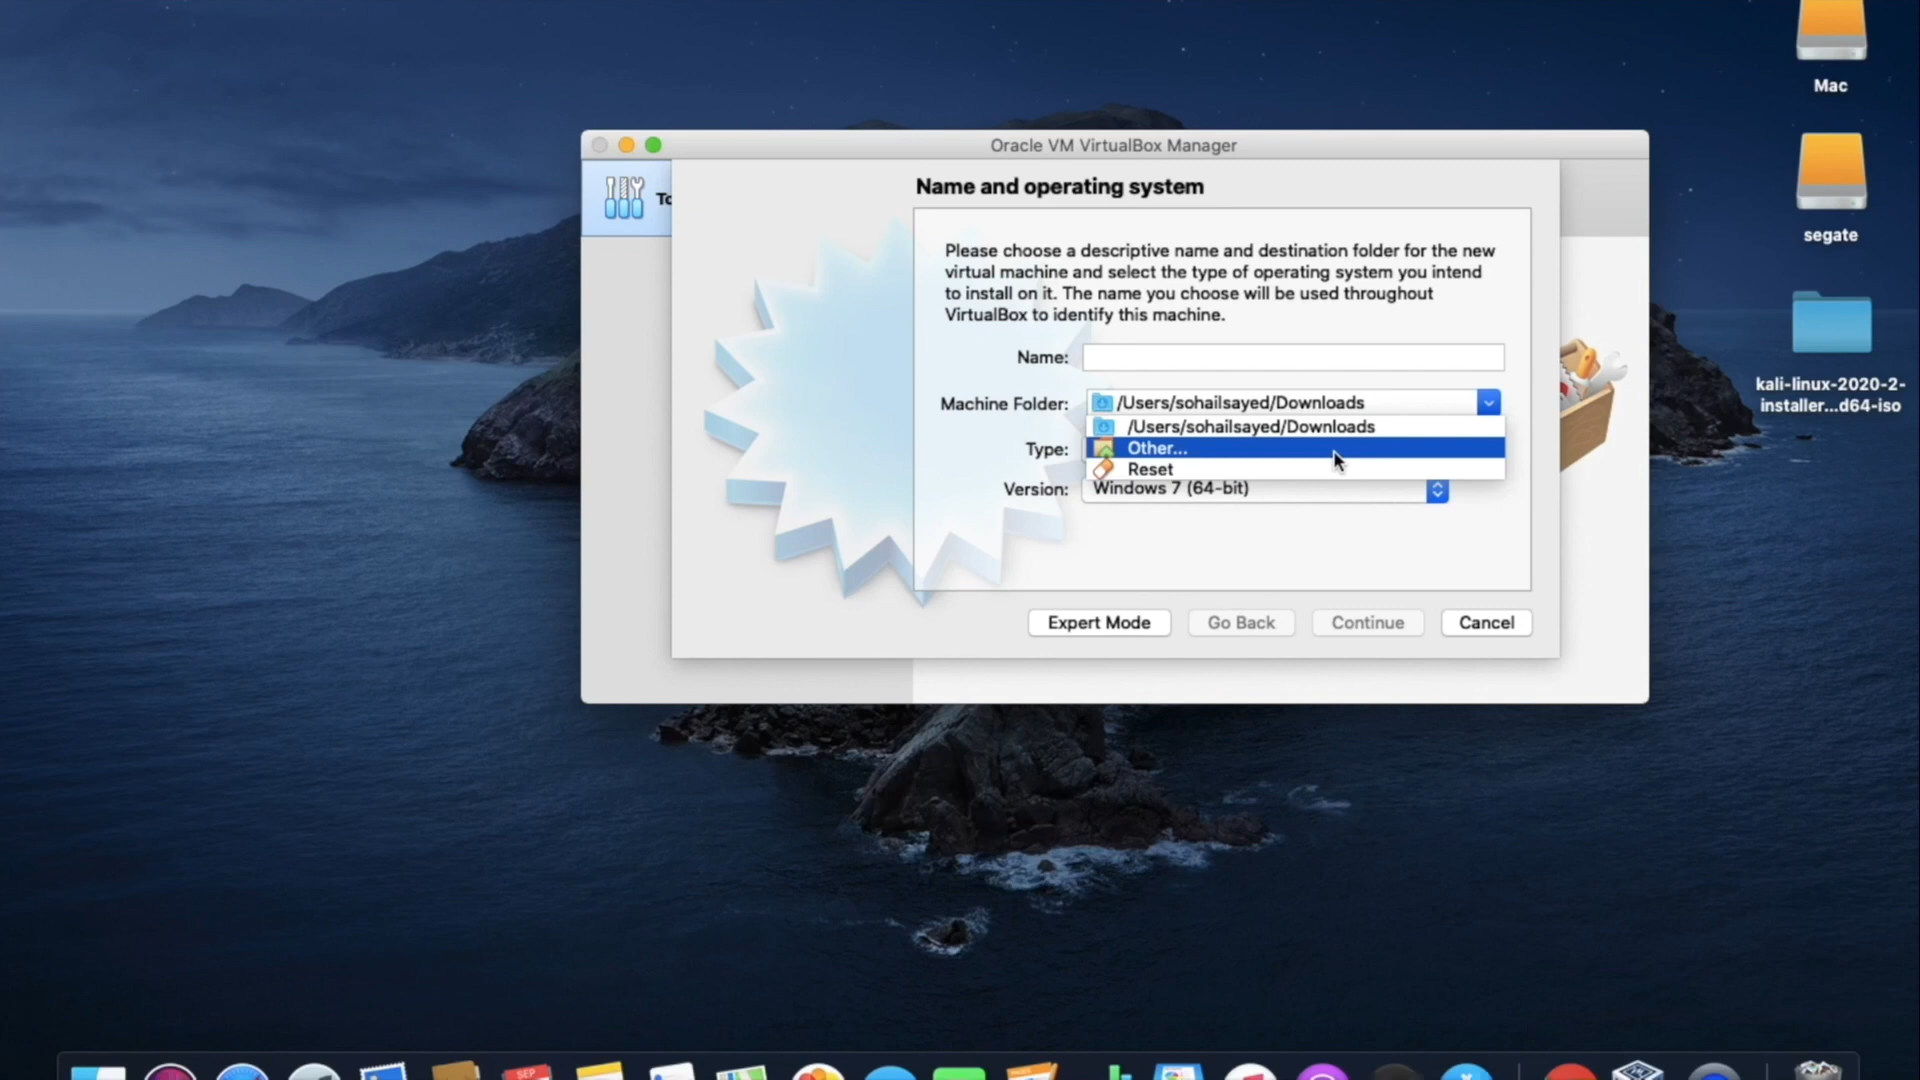 Mac
Oracle VM VirtualBox Manager
To
Name and operating system
segate
Please choose a descriptive name and destination folder for the new
virtual machine and select the type of operating system you intend
to install on it. The name you choose will be used throughout
VirtualBox to identify this machine.
Name:
kali-linux-2020-2-
installer...d64-iso
Machine Folder: /Users/sohailsayed/Downloads
/Users/sohailsayed/Downloads
Type: Other...
Reset
Version: Windows 7 (64-bit)
Expert Mode Go Back Continue Cancel
SEP